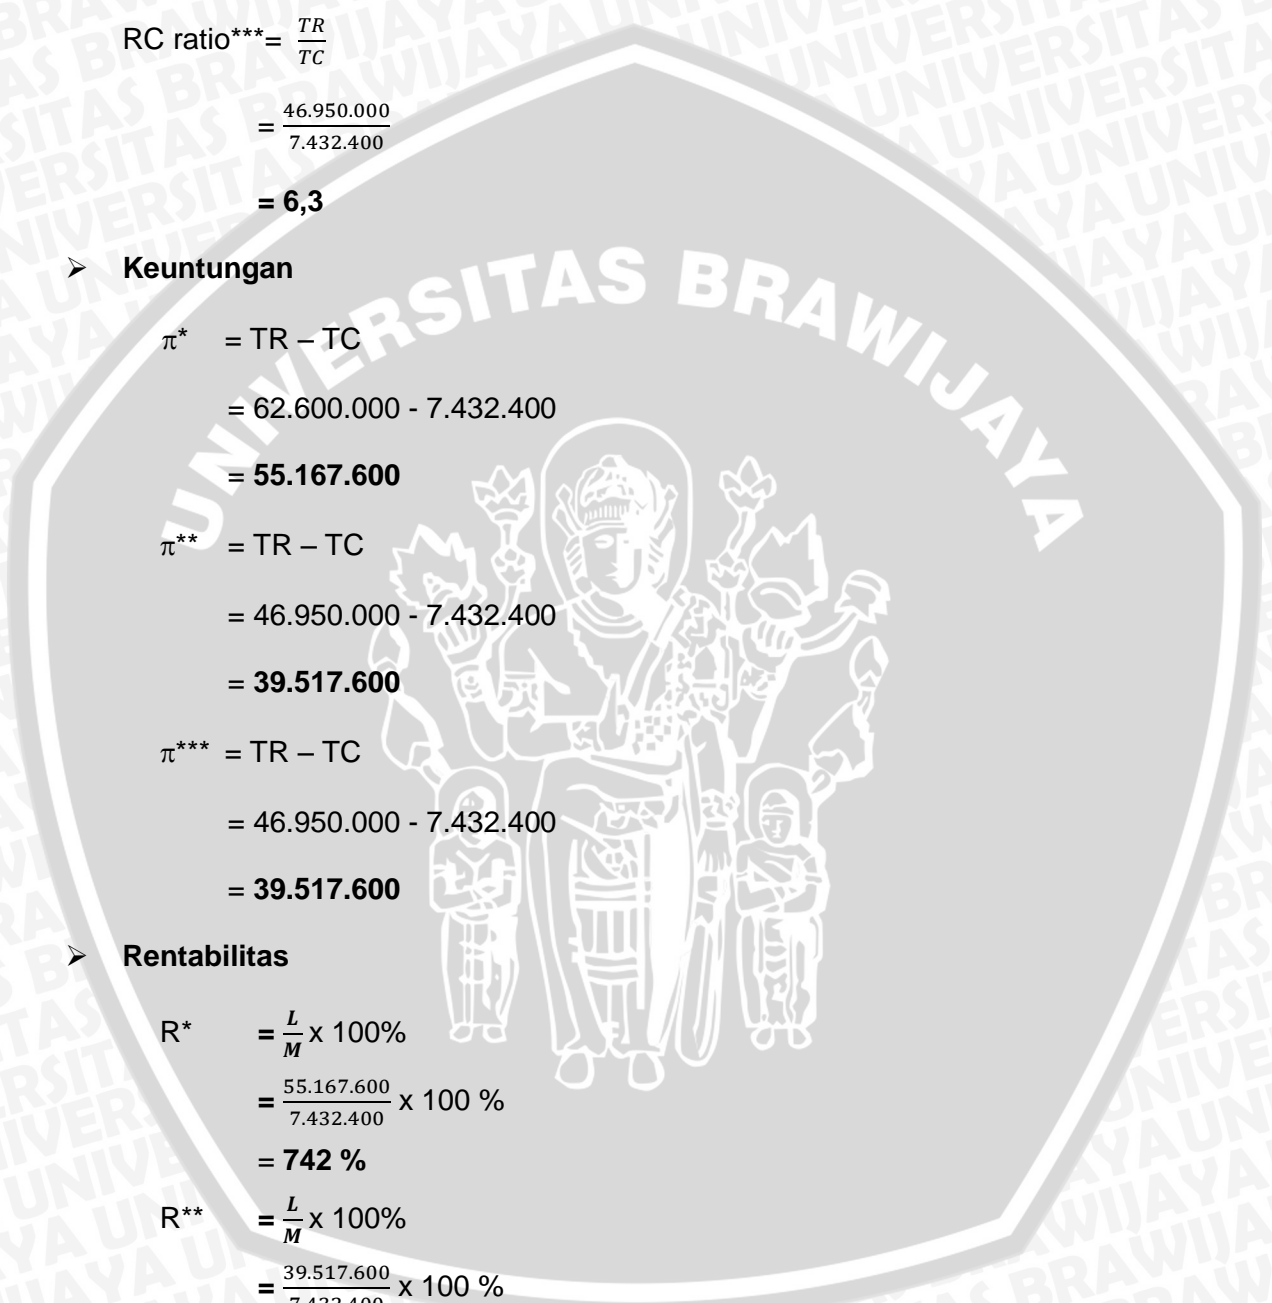 RC ratio***= TR/TC
= 46.950.000/7.432.400
= 6,3
➢ Keuntungan
π* = TR – TC
= 62.600.000 - 7.432.400
= 55.167.600
π** = TR – TC
= 46.950.000 - 7.432.400
= 39.517.600
π*** = TR – TC
= 46.950.000 - 7.432.400
= 39.517.600
➢ Rentabilitas
R* = L/M x 100%
= 55.167.600/7.432.400 x 100 %
= 742 %
R** = L/M x 100%
= 39.517.600/7.432.400 x 100 %
UNIVERSITAS BRAWIJAYA